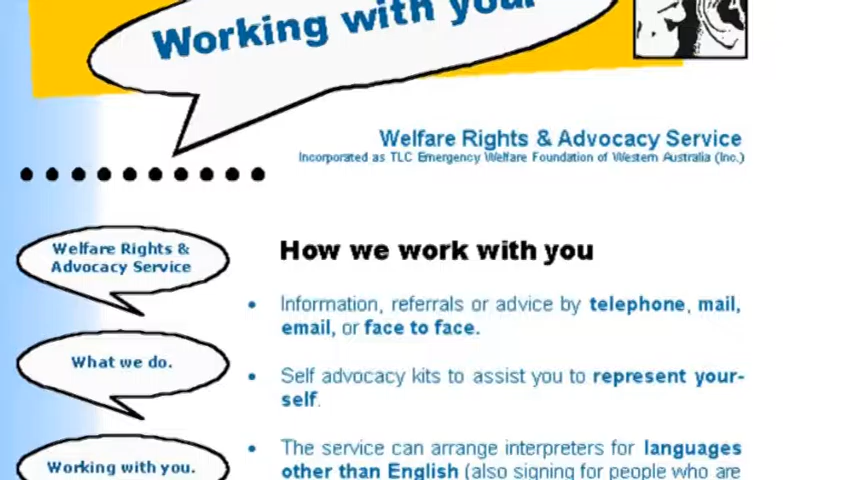 Working with you.
Welfare Rights & Advocacy Service
Incorporated as TLC Emergency Welfare Foundation of Western Australia (Inc.)
Welfare Rights &
Advocacy Service
How we work with you
• Information, referrals or advice by telephone, mail,
email, or face to face.
What we do.
• Self advocacy kits to assist you to represent your-
self.
Working with you.
• The service can arrange interpreters for languages
other than English (also signing for people who are